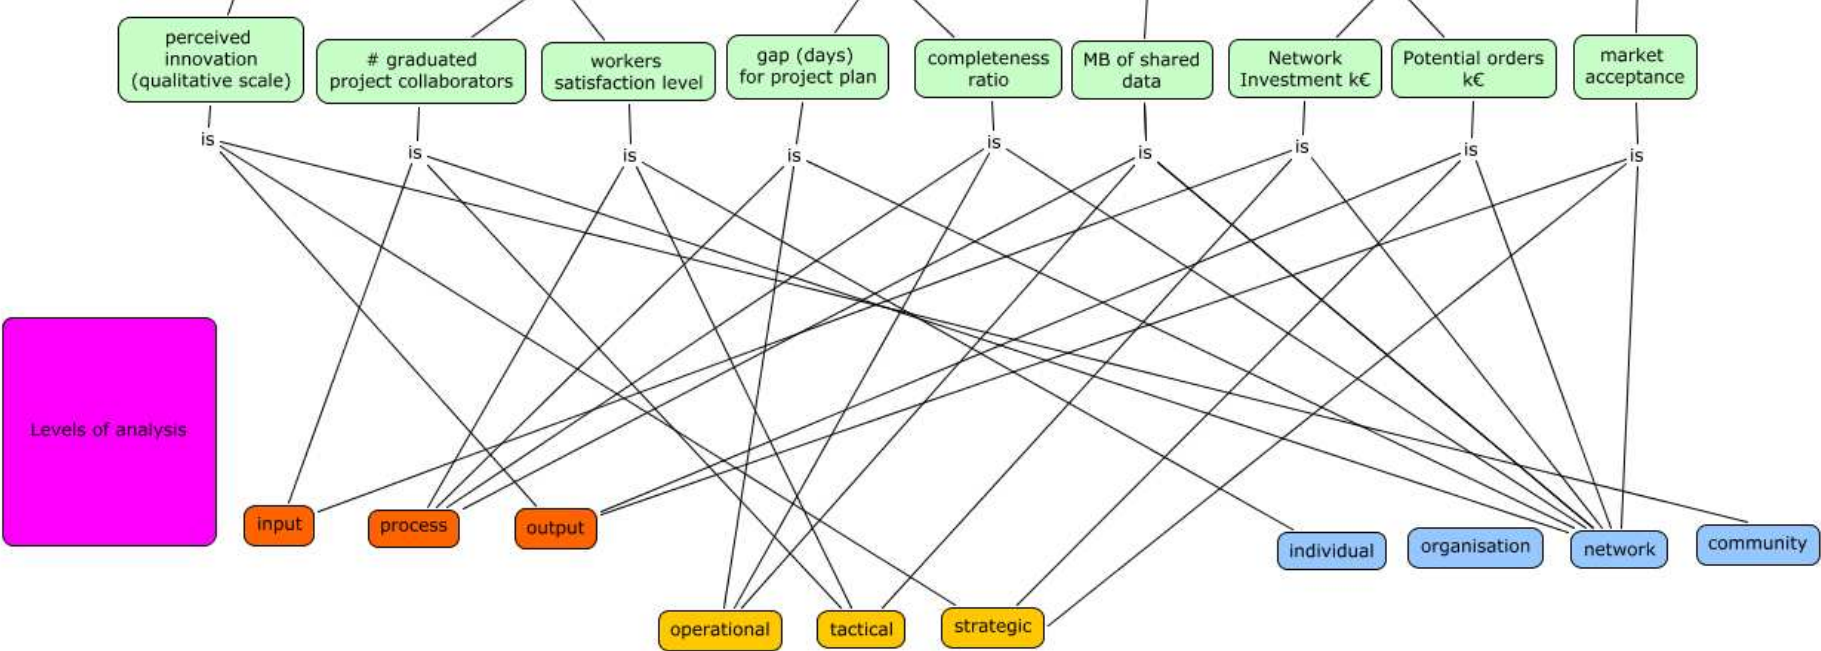 perceived
innovation
(qualitative scale)
# graduated
project collaborators
workers
satisfaction level
gap (days)
for project plan
completeness
ratio
MB of shared
data
Network
Investment k€
Potential orders
k€
market
acceptance
is
is
is
is
is
is
is
is
is
Levels of analysis
input
process
output
individual
organisation
network
community
operational
tactical
strategic